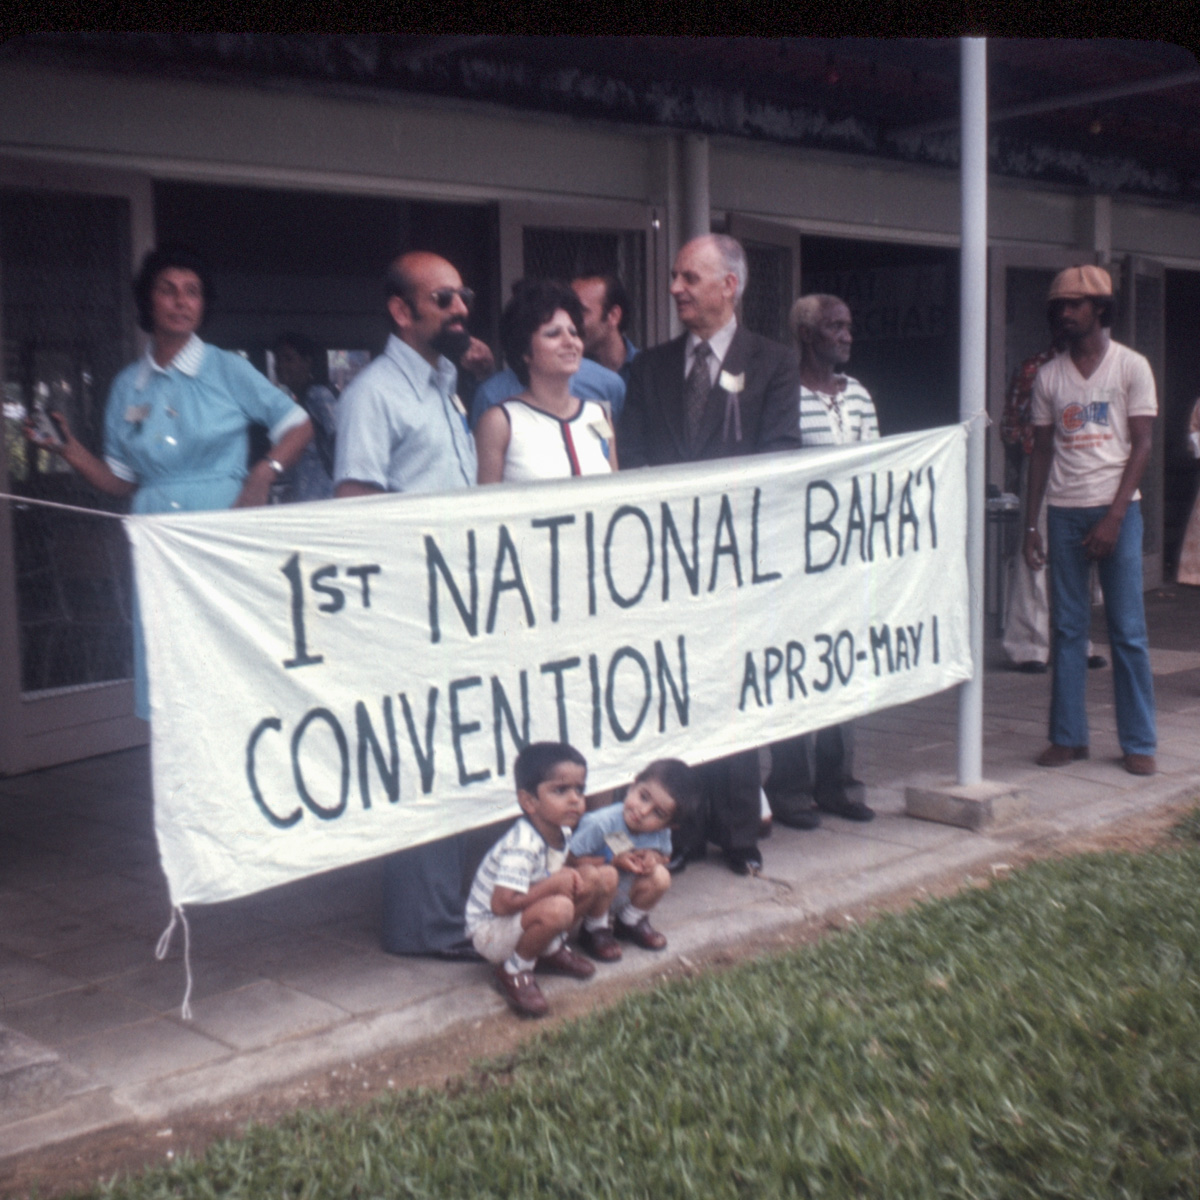 1ST NATIONAL BAHA'I
CONVENTION APR 30-MAY 1